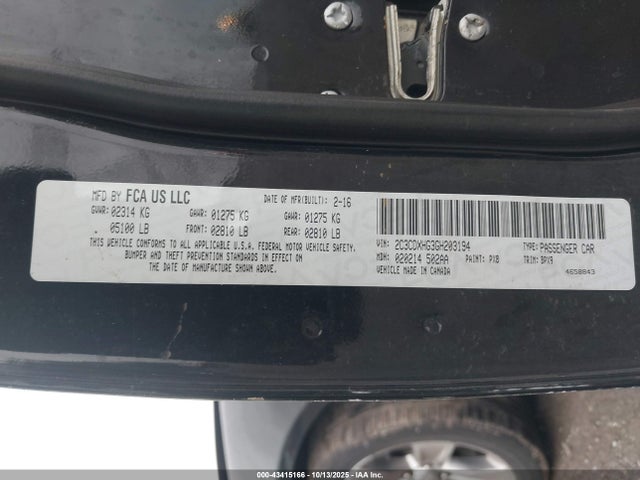 MFD BY FCA US LLC DATE OF MFR(BUILT): 2-16
GVWR: 02314 KG GAWR: 01275 KG GAWR: 01275 KG
05100 LB FRONT: 02810 LB REAR: 02810 LB
THIS VEHICLE CONFORMS TO ALL APPLICABLE U.S.A. FEDERAL MOTOR VEHICLE SAFETY,
BUMPER AND THEFT PREVENTION STANDARDS IN EFFECT ON
THE DATE OF MANUFACTURE SHOWN ABOVE.
VIN: 2C3CDXHG3GH203194 TYPE: PASSENGER CAR
MDH: 020214 502AA PAINT: PX8 TRIM: BPX9
VEHICLE MADE IN CANADA 4658843
000-43415166 - 10/13/2025 - IAA Inc.